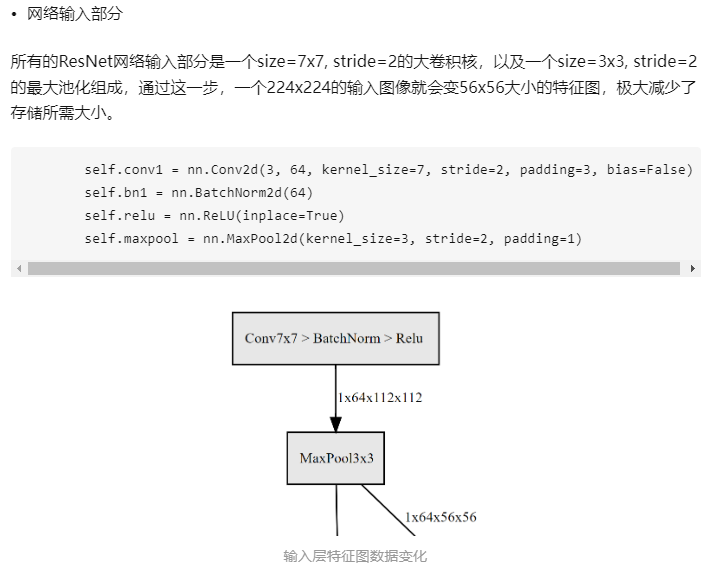 • 网络输入部分
所有的ResNet网络输入部分是一个size=7x7, stride=2的大卷积核，以及一个size=3x3, stride=2
的最大池化组成，通过这一步，一个224x224的输入图像就会变56x56大小的特征图，极大减少了
存储所需大小。
self.conv1 = nn.Conv2d(3, 64, kernel_size=7, stride=2, padding=3, bias=False)
self.bn1 = nn.BatchNorm2d(64)
self.relu = nn.ReLU(inplace=True)
self.maxpool = nn.MaxPool2d(kernel_size=3, stride=2, padding=1)
Conv7x7 > BatchNorm > Relu
1x64x112x112
MaxPool3x3
1x64x56x56
输入层特征图数据变化